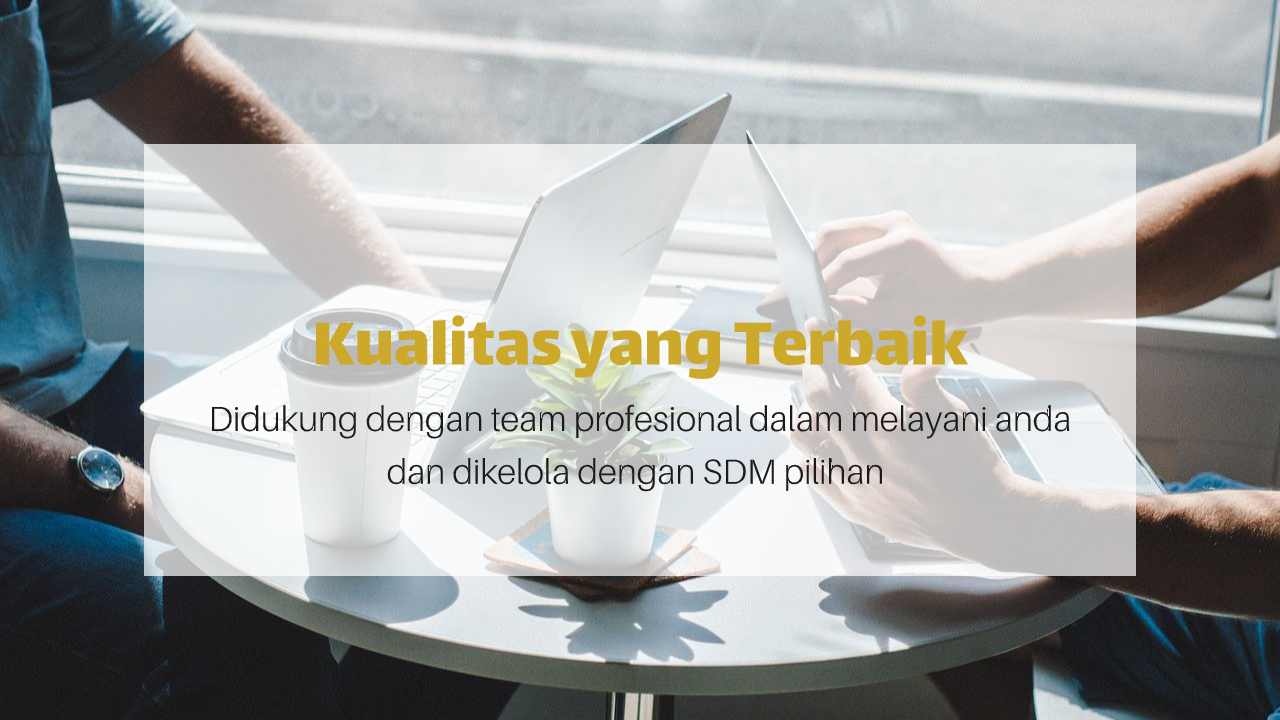 Kualitas yang Terbaik
Didukung dengan team profesional dalam melayani anda
dan dikelola dengan SDM pilihan